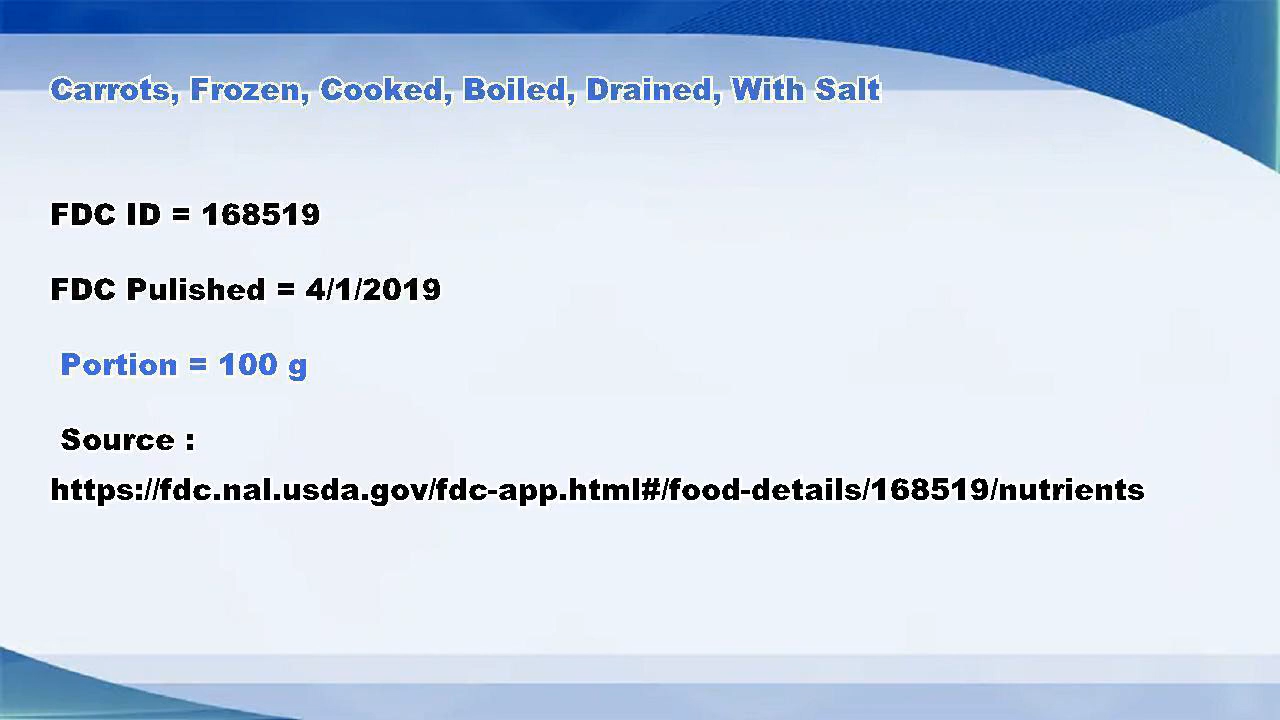 Carrots, Frozen, Cooked, Boiled, Drained, With Salt
FDC ID = 168519
FDC Pulished = 4/1/2019
Portion = 100 g
Source :
https://fdc.nal.usda.gov/fdc-app.html#/food-details/168519/nutrients